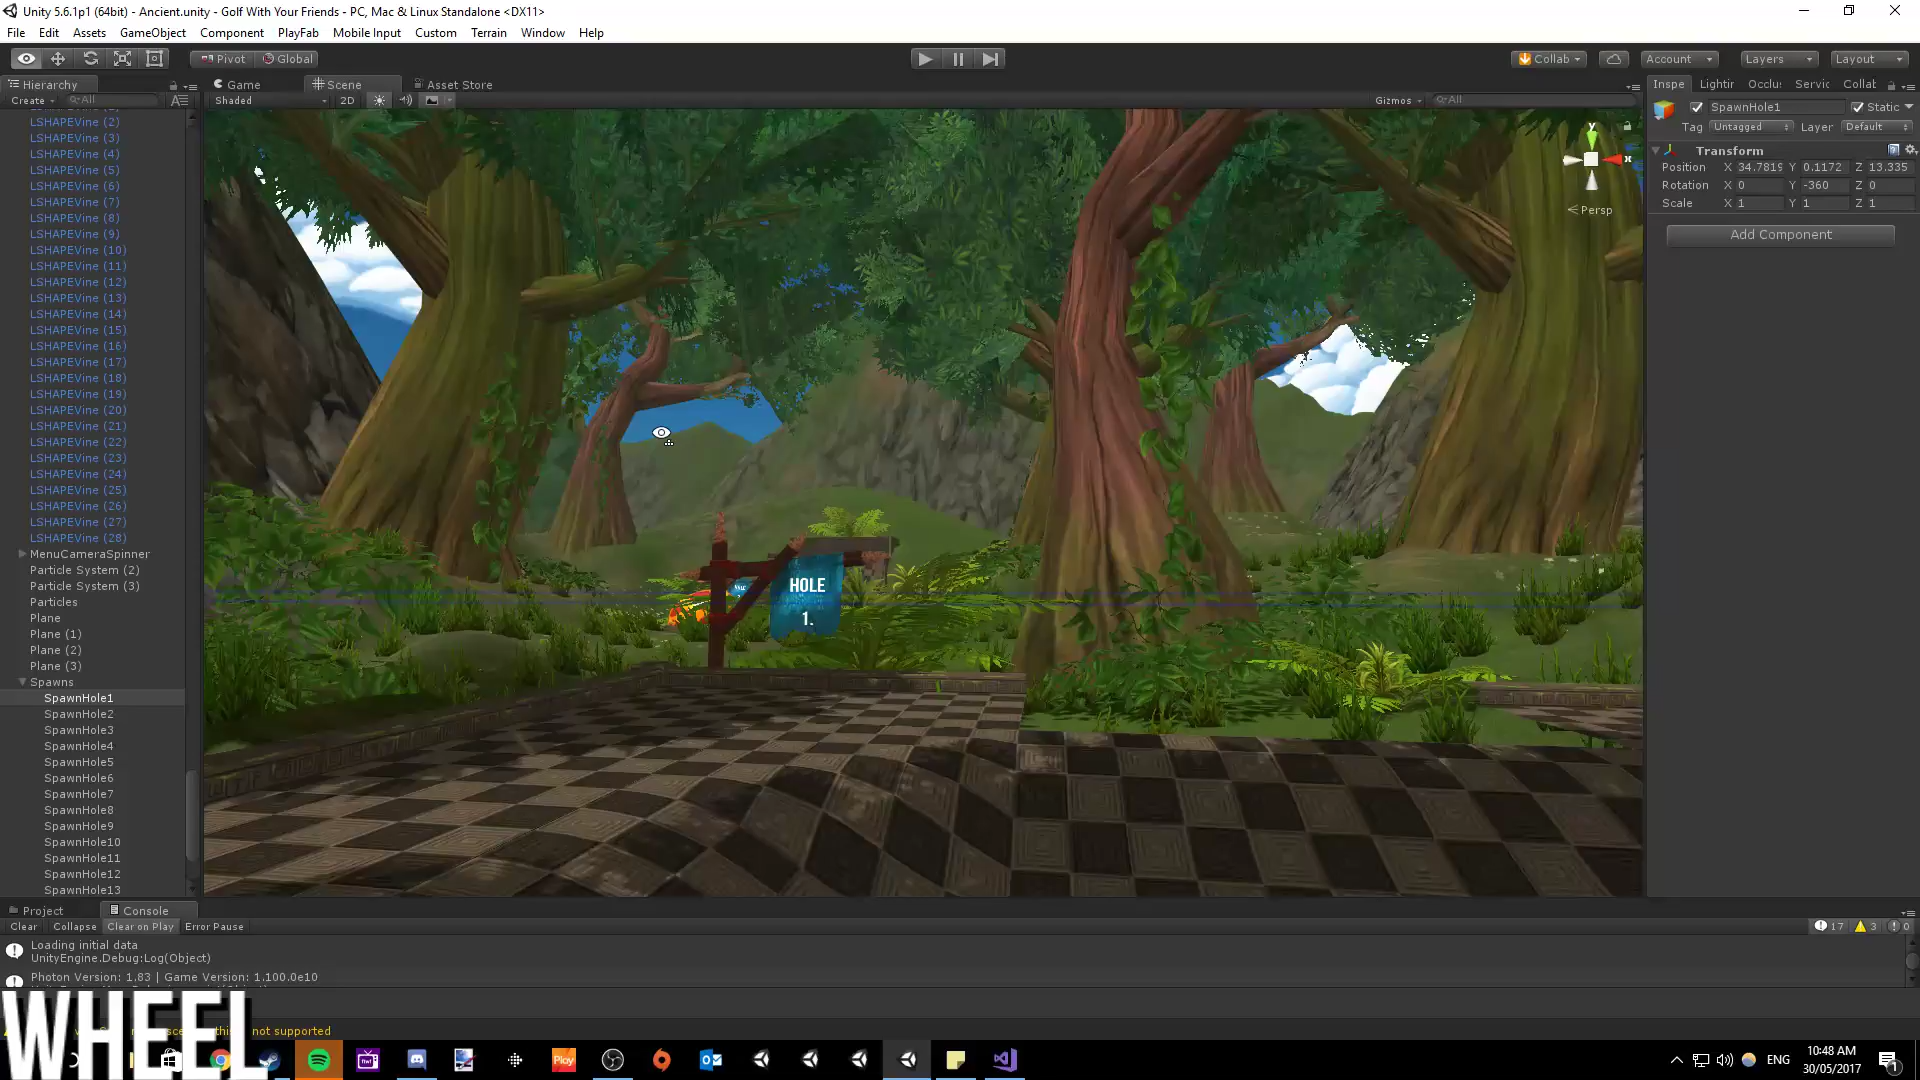 Unity 5.6.1p1 (64bit) - Ancient.unity - Golf With Your Friends - PC, Mac & Linux Standalone <DX11>
File Edit Assets GameObject Component PlayFab Mobile Input Custom Terrain Window Help
Pivot Global Collab Account Layers Layout
Hierarchy Game Scene Asset Store Inspe Lightin Occlu Servic Collab
Create All Shaded 2D Gizmos All
SpawnHole1 Static
Tag Untagged Layer Default
Transform
Position X 34.7819 Y 0.1172 Z 13.335
Rotation X 0 Y -360 Z 0
Scale X 1 Y 1 Z 1
Add Component
y
x
Persp
LSHAPEVine (2)
LSHAPEVine (3)
LSHAPEVine (4)
LSHAPEVine (5)
LSHAPEVine (6)
LSHAPEVine (7)
LSHAPEVine (8)
LSHAPEVine (9)
LSHAPEVine (10)
LSHAPEVine (11)
LSHAPEVine (12)
LSHAPEVine (13)
LSHAPEVine (14)
LSHAPEVine (15)
LSHAPEVine (16)
LSHAPEVine (17)
LSHAPEVine (18)
LSHAPEVine (19)
LSHAPEVine (20)
LSHAPEVine (21)
LSHAPEVine (22)
LSHAPEVine (23)
LSHAPEVine (24)
LSHAPEVine (25)
LSHAPEVine (26)
LSHAPEVine (27)
LSHAPEVine (28)
MenuCameraSpinner
Particle System (2)
Particle System (3)
Particles
Plane
Plane (1)
Plane (2)
Plane (3)
Spawns
SpawnHole1
SpawnHole2
SpawnHole3
SpawnHole4
SpawnHole5
SpawnHole6
SpawnHole7
SpawnHole8
SpawnHole9
SpawnHole10
SpawnHole11
SpawnHole12
SpawnHole13
HOLE
1.
Project Console
Clear Collapse Clear on Play Error Pause 17 3 0
Loading initial data
UnityEngine.Debug:Log(Object)
Photon Version: 1.83 | Game Version: 1.100.0e10
not supported
WHEEL
Play
ENG
10:48 AM
30/05/2017
1